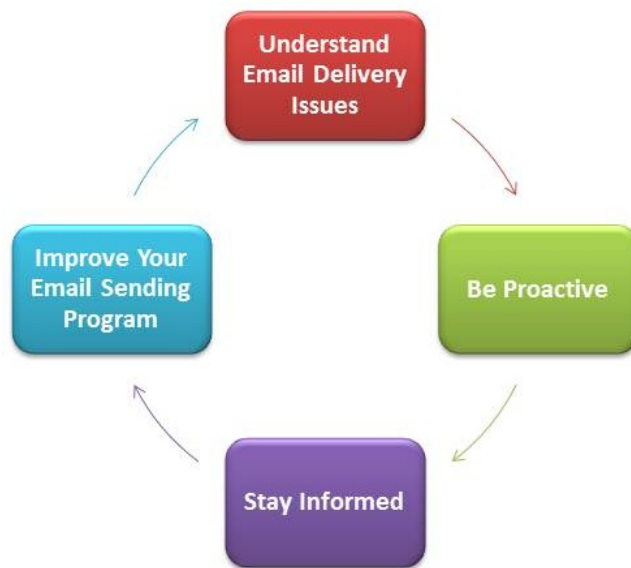 Understand
Email Delivery
Issues
Be Proactive
Stay Informed
Improve Your
Email Sending
Program